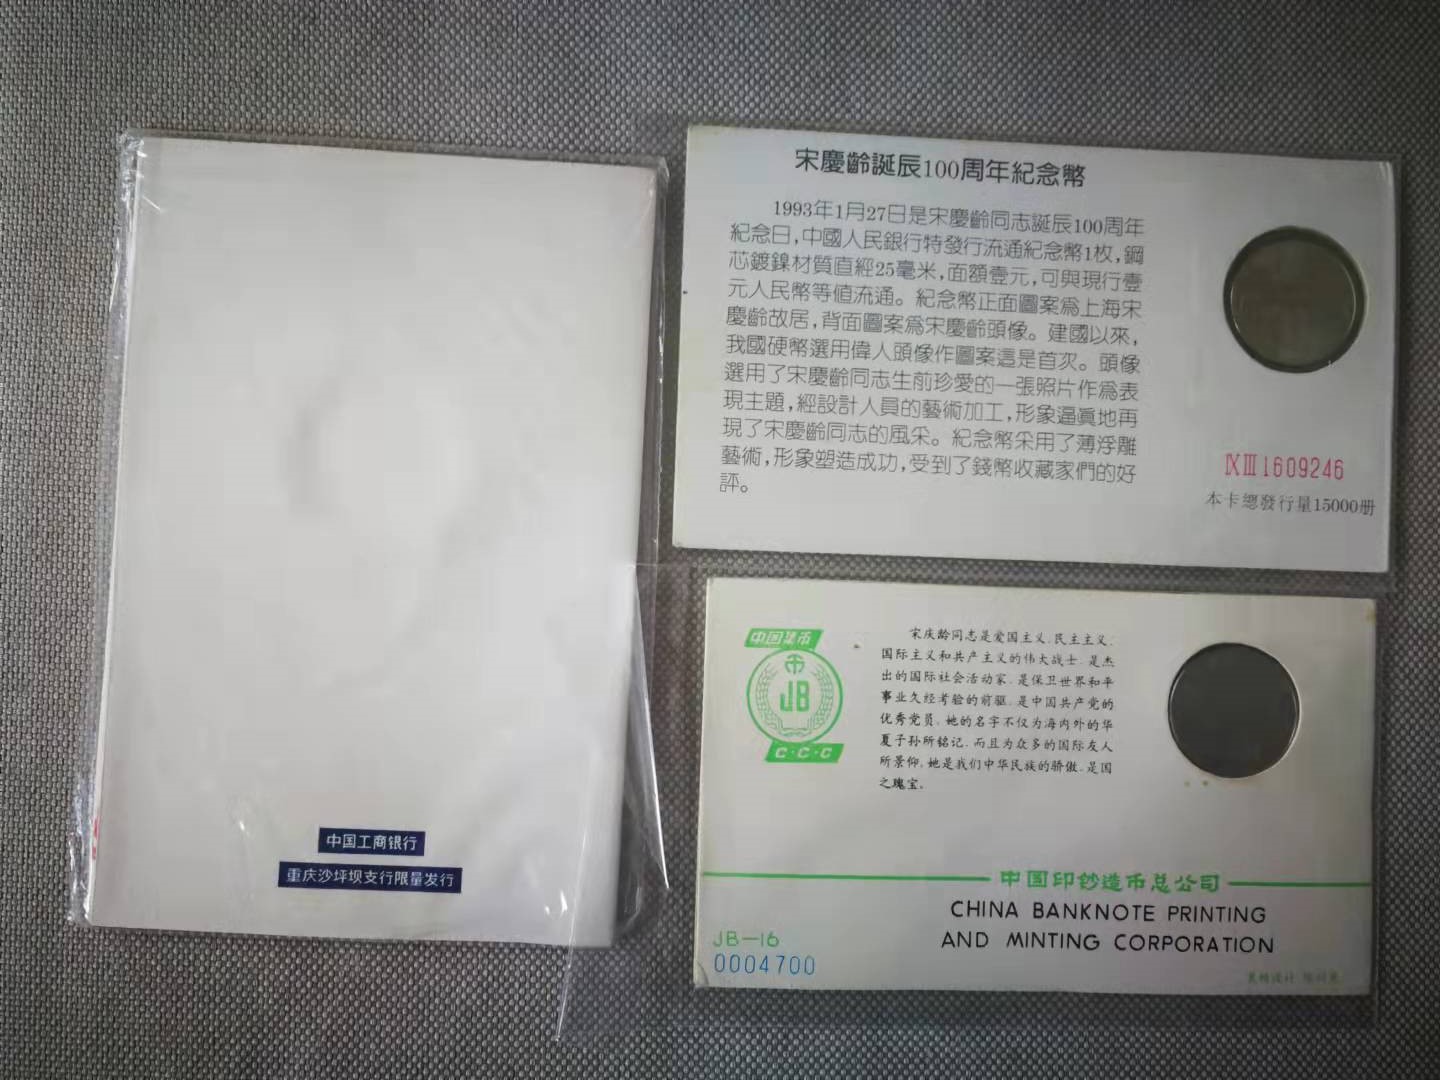 中国工商银行
重庆沙坪坝支行限量发行
宋慶齡誕辰100周年紀念幣
1993年1月27日是宋慶齡同志誕辰100周年
紀念日,中國人民銀行特發行流通紀念幣1枚,鋼
芯鍍鎳材質直經25毫米,面額壹元,可與現行壹
元人民幣等值流通。紀念幣正面圖案爲上海宋
慶齡故居,背面圖案爲宋慶齡頭像。建國以來,
我國硬幣選用偉人頭像作圖案這是首次。頭像
選用了宋慶齡同志生前珍愛的一張照片作爲表
現主題,經設計人員的藝術加工,形象逼眞地再
現了宋慶齡同志的風采。紀念幣采用了薄浮雕
藝術,形象塑造成功,受到了錢幣收藏家們的好
評。
ⅨⅢ1609246
本卡總發行量15000册
中国集币
JB
C·C·C
宋庆龄同志是爱国主义.民主主义.
国际主义和共产主义的伟大战士.是杰
出的国际社会活动家.是保卫世界和平
事业久经考验的前驱.是中国共产党的
优秀党员.她的名字不仅为海内外的华
夏子孙所铭记.而且为众多的国际友人
所景仰.她是我们中华民族的骄傲.是国
之瑰宝.
中国印钞造币总公司
CHINA BANKNOTE PRINTING
AND MINTING CORPORATION
JB—16
0004700